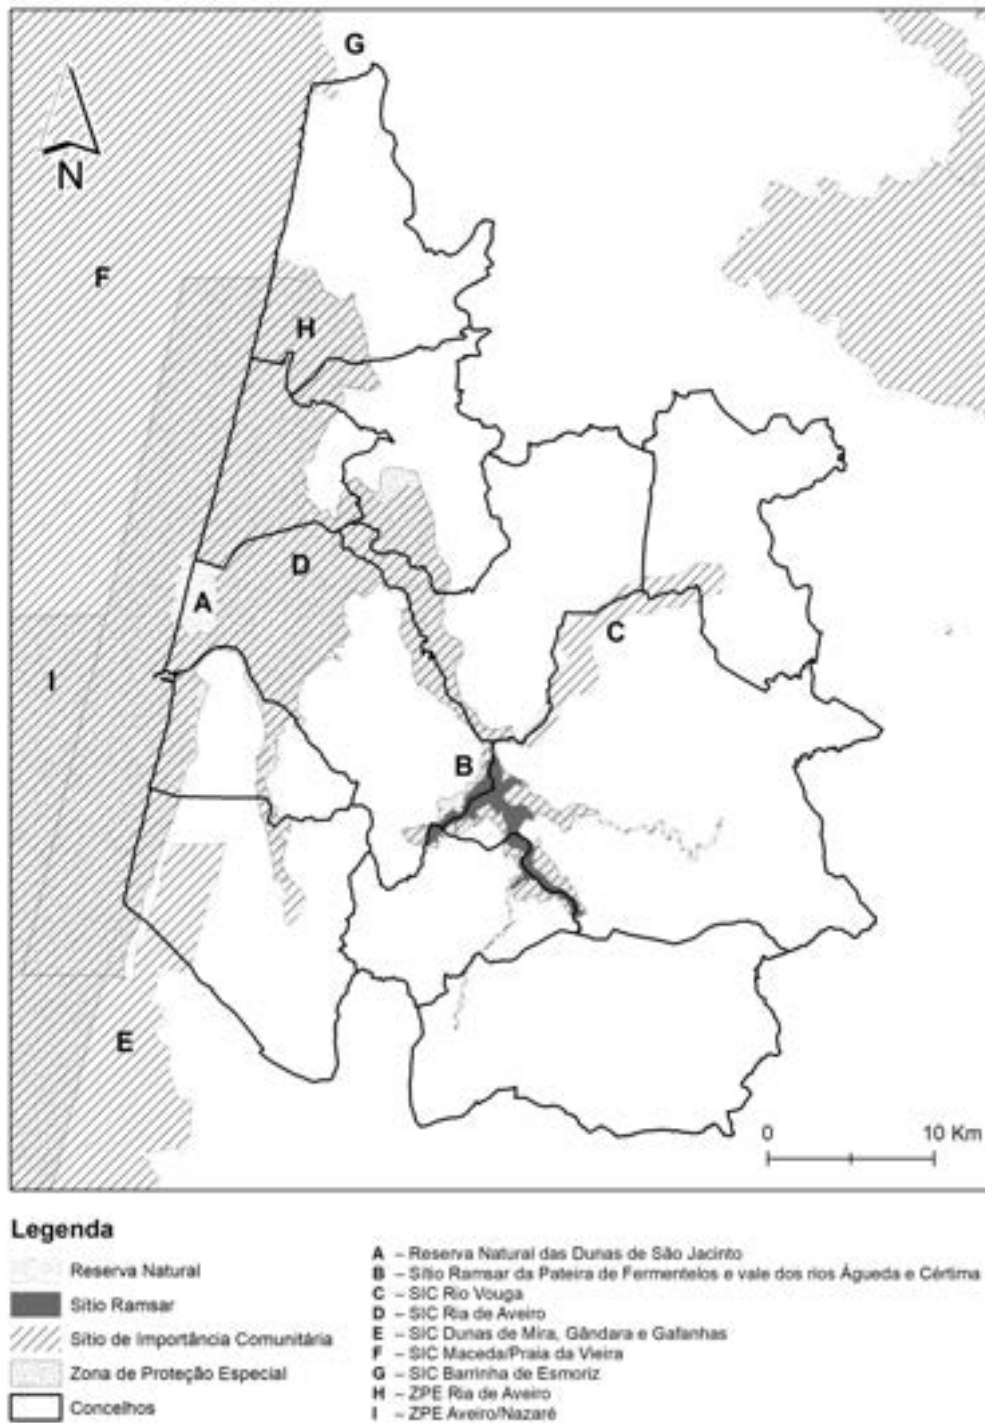 G
N
F
H
D
A
C
I
B
E
0 10 Km
Legenda
Reserva Natural
Sítio Ramsar
Sítio de Importância Comunitária
Zona de Proteção Especial
Concelhos
A – Reserva Natural das Dunas de São Jacinto
B – Sítio Ramsar da Pateira de Fermentelos e vale dos rios Águeda e Cértima
C – SIC Rio Vouga
D – SIC Ria de Aveiro
E – SIC Dunas de Mira, Gândara e Gafanhas
F – SIC Maceda/Praia da Vieira
G – SIC Barrinha de Esmoriz
H – ZPE Ria de Aveiro
I – ZPE Aveiro/Nazaré